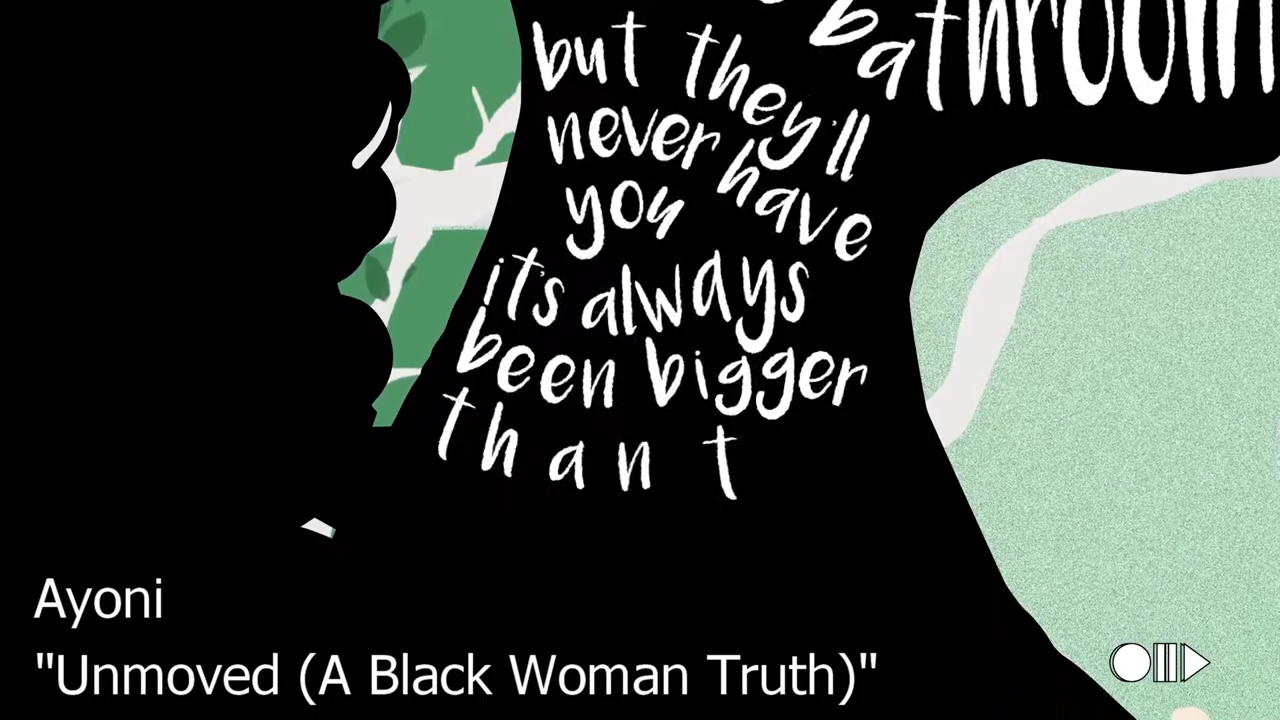 bathroom
but they'll
never have
you
it's always
been bigger
than t
Ayoni
"Unmoved (A Black Woman Truth)"